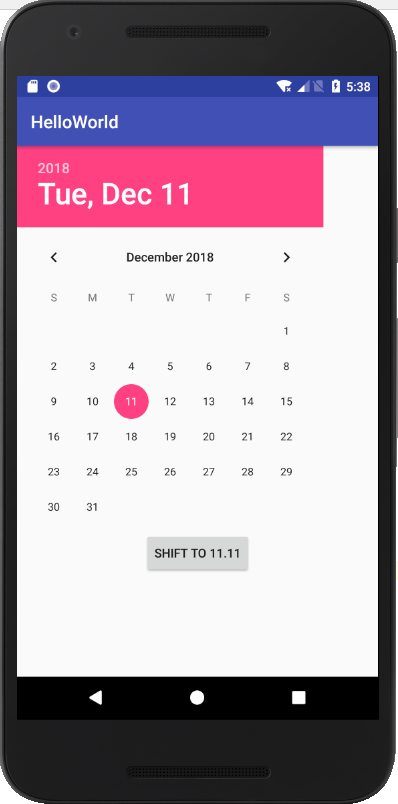 5:38
HelloWorld
2018
Tue, Dec 11
December 2018
S M T W T F S
1
2 3 4 5 6 7 8
9 10 11 12 13 14 15
16 17 18 19 20 21 22
23 24 25 26 27 28 29
30 31
SHIFT TO 11.11